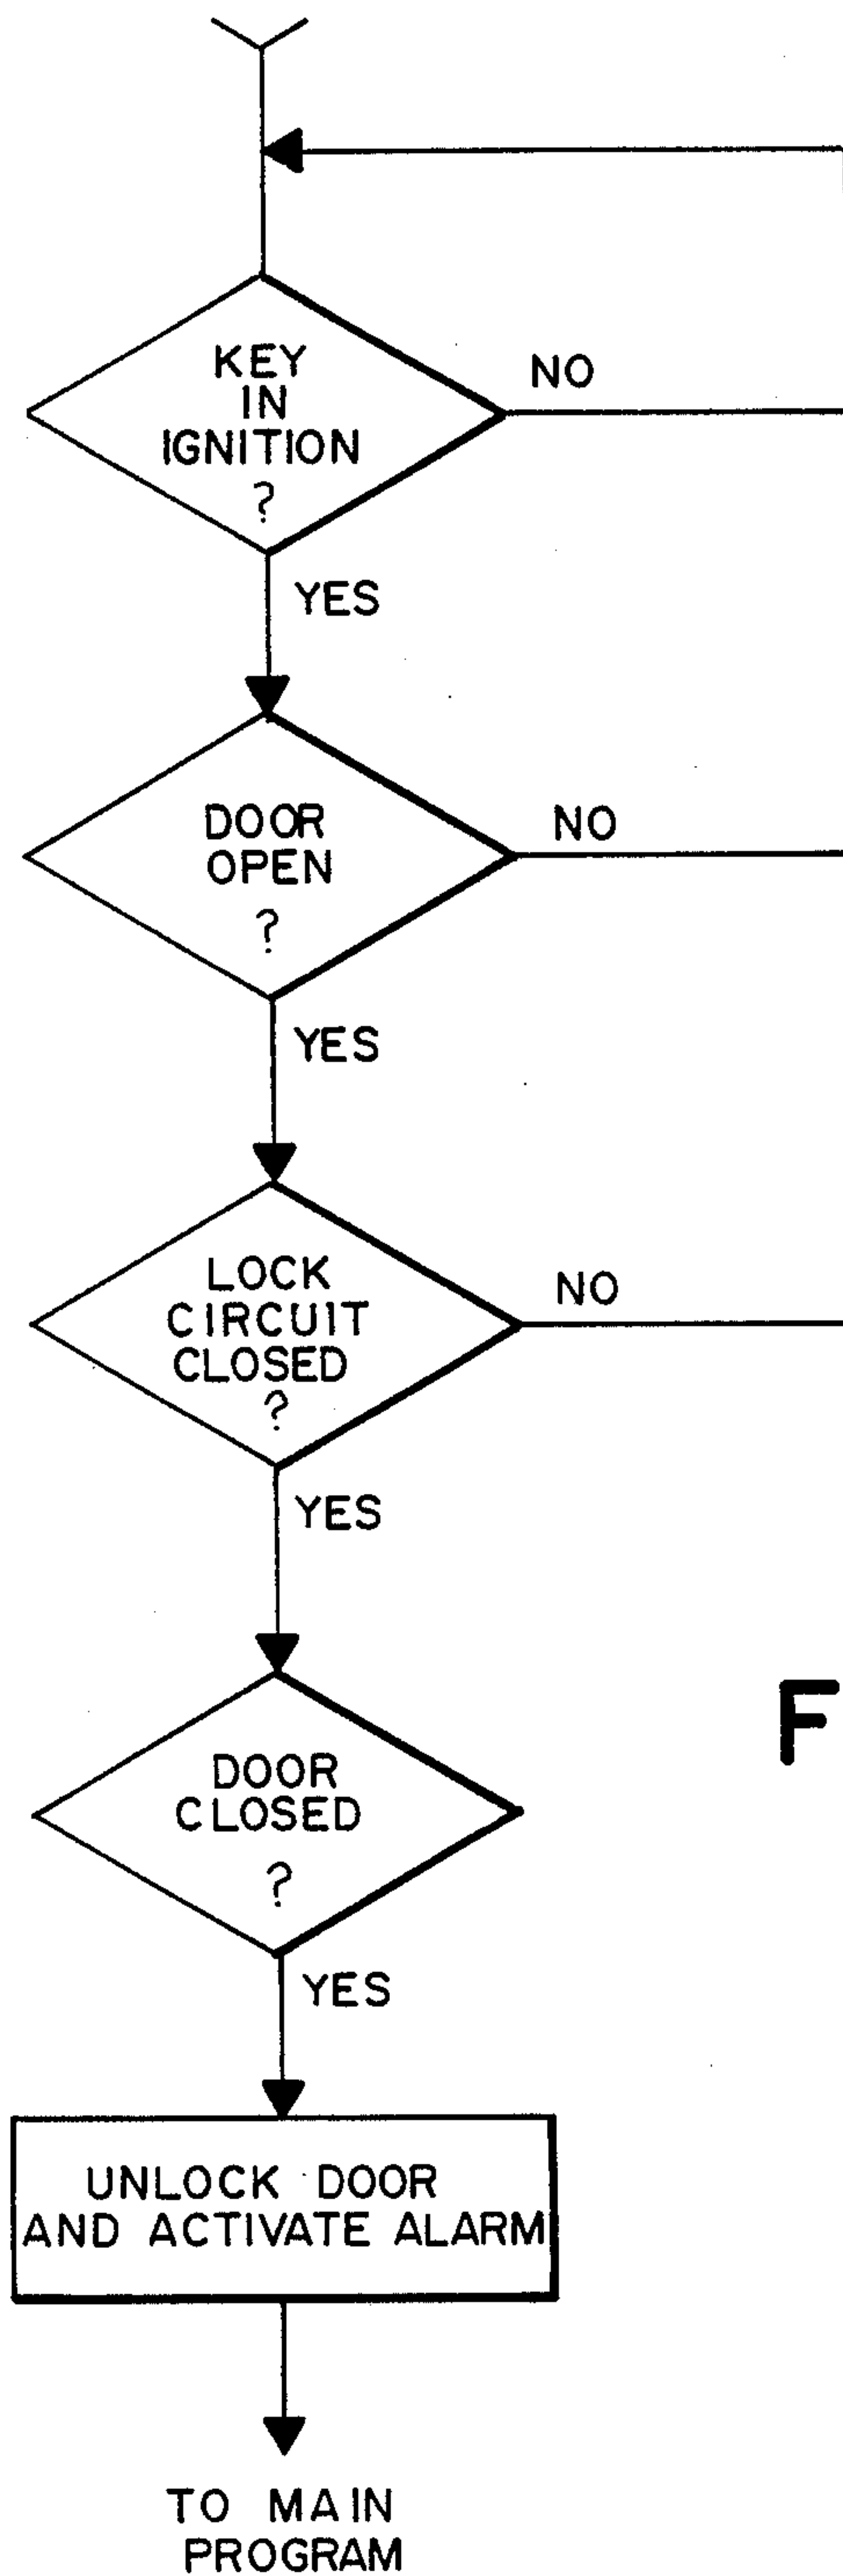 KEY
IN
IGNITION
?
NO
YES
DOOR
OPEN
?
NO
YES
LOCK
CIRCUIT
CLOSED
?
NO
YES
DOOR
CLOSED
?
YES
F
UNLOCK DOOR
AND ACTIVATE ALARM
TO MAIN
PROGRAM